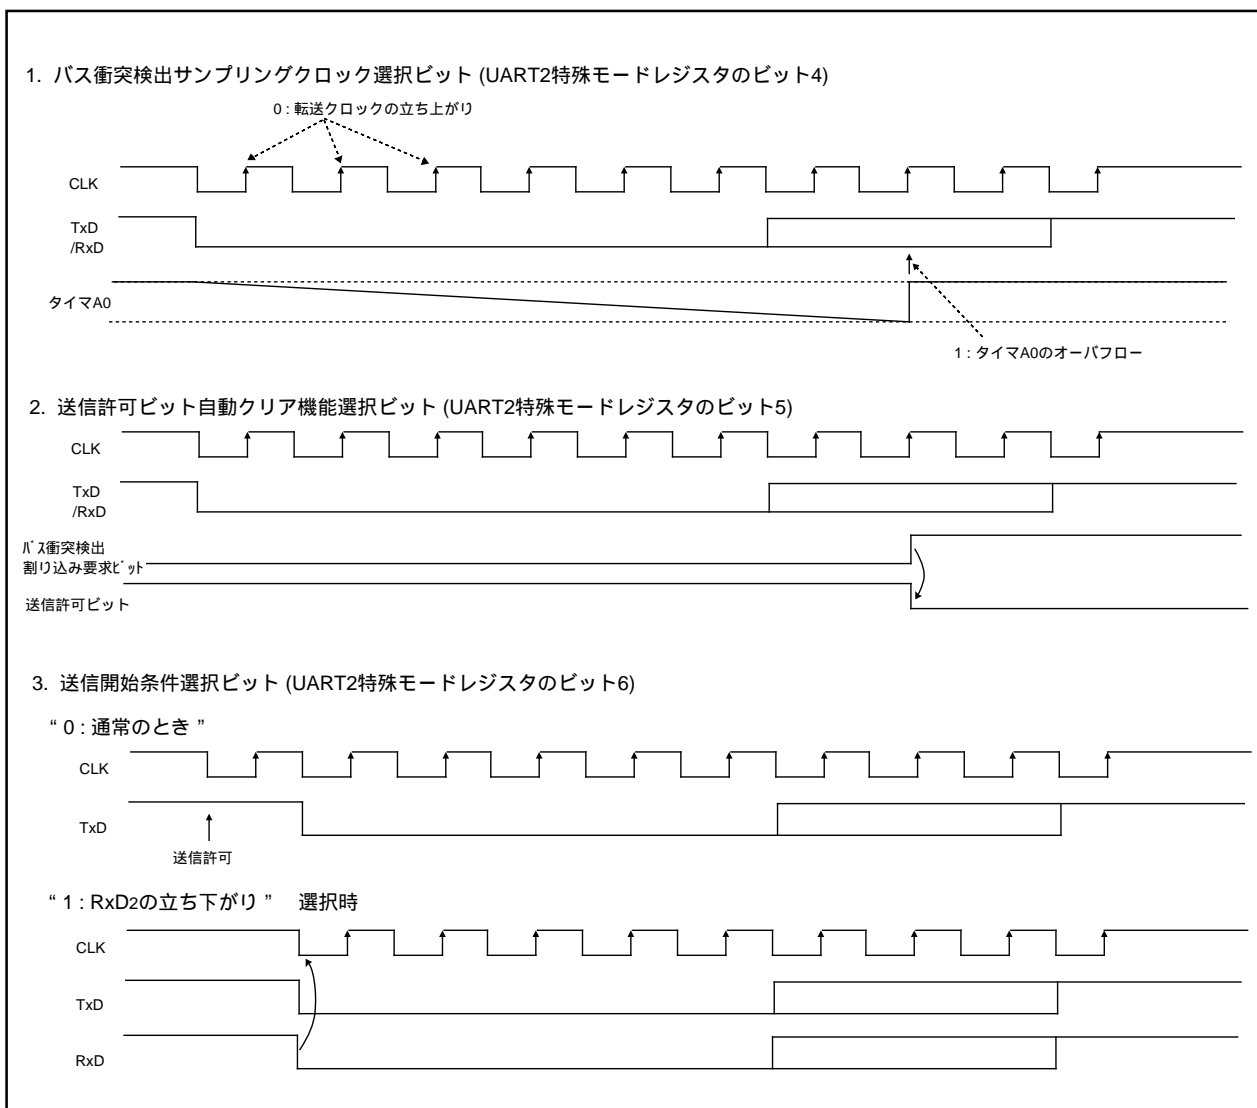 1. バス衝突検出サンプリングクロック選択ビット (UART2特殊モードレジスタのビット4)
0 : 転送クロックの立ち上がり
CLK
TxD
/RxD
タイマA0
1 : タイマA0のオーバフロー
2. 送信許可ビット自動クリア機能選択ビット (UART2特殊モードレジスタのビット5)
CLK
TxD
/RxD
バス衝突検出
割り込み要求ビット
送信許可ビット
3. 送信開始条件選択ビット (UART2特殊モードレジスタのビット6)
“ 0 : 通常のとき ”
CLK
TxD
送信許可
“ 1 : RxD2の立ち下がり ” 選択時
CLK
TxD
RxD